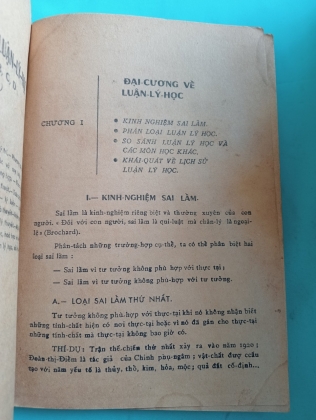 ĐẠI-CƯƠNG VỀ
LUẬN-LÝ-HỌC
CHƯƠNG 1
KINH NGHIỆM SAI LẦM.
PHÂN LOẠI LUẬN LÝ HỌC.
SO SÁNH LUẬN LÝ HỌC VÀ
CÁC MÔN HỌC KHÁC.
KHÁI-QUÁT VỀ LỊCH SỬ
LUẬN LÝ HỌC.
I.— KINH-NGHIỆM SAI LẦM.
Sai lầm là kinh-nghiệm riêng biệt và thường xuyên của con
người. « Đối với con người, sai lầm là qui-luật mà chân-lý là ngoại-
lệ » (Brochard).
Phân-tách những trường-hợp cụ-thể, ta có thể phân biệt hai
loại sai lầm :
— Sai lầm vì tư tưởng không phù-hợp với thực tại ;
— Sai lầm vì tư-tưởng không phù-hợp với tư-tưởng.
A.— LOẠI SAI LẦM THỨ NHẤT.
Tư tưởng không phù-hợp với thực-tại khi nó không nhận biết
những tính-chất hiện có nơi thực-tại hoặc vì nó đã gán cho thực-tại
những tính-chất mà thực-tại không bao giờ có.
THÍ-DỤ : Trận thế-chiến thứ nhất xảy ra vào năm 1920 ;
Đoàn-thị-Điểm là tác giả của Chinh phụ-ngâm ; vật-chất được cấu
tạo với năm yếu tố là thủy, thổ, kim, hỏa, mộc; quả đất cố-định...